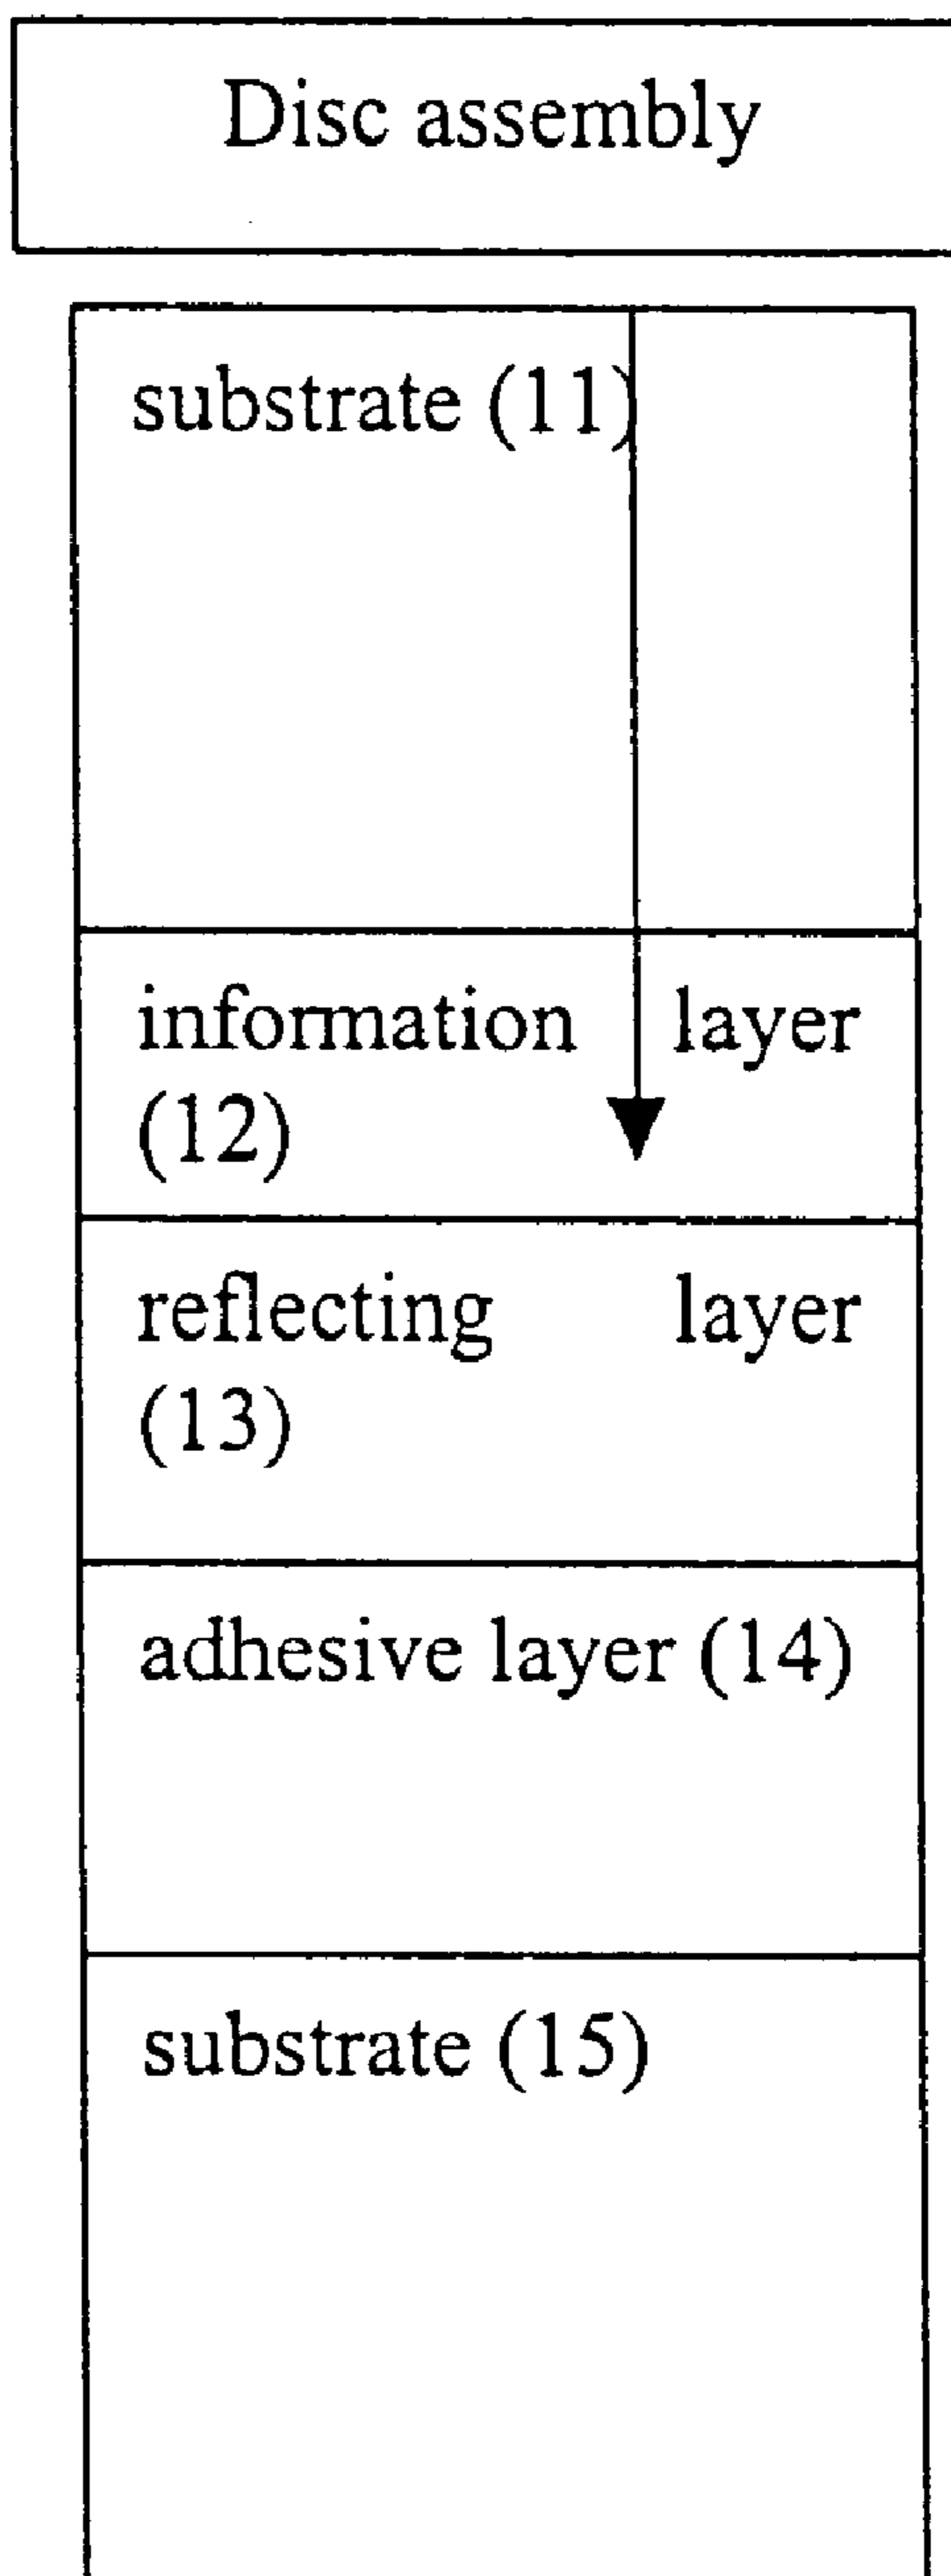 Disc assembly
substrate (11)
information layer
(12)
reflecting layer
(13)
adhesive layer (14)
substrate (15)